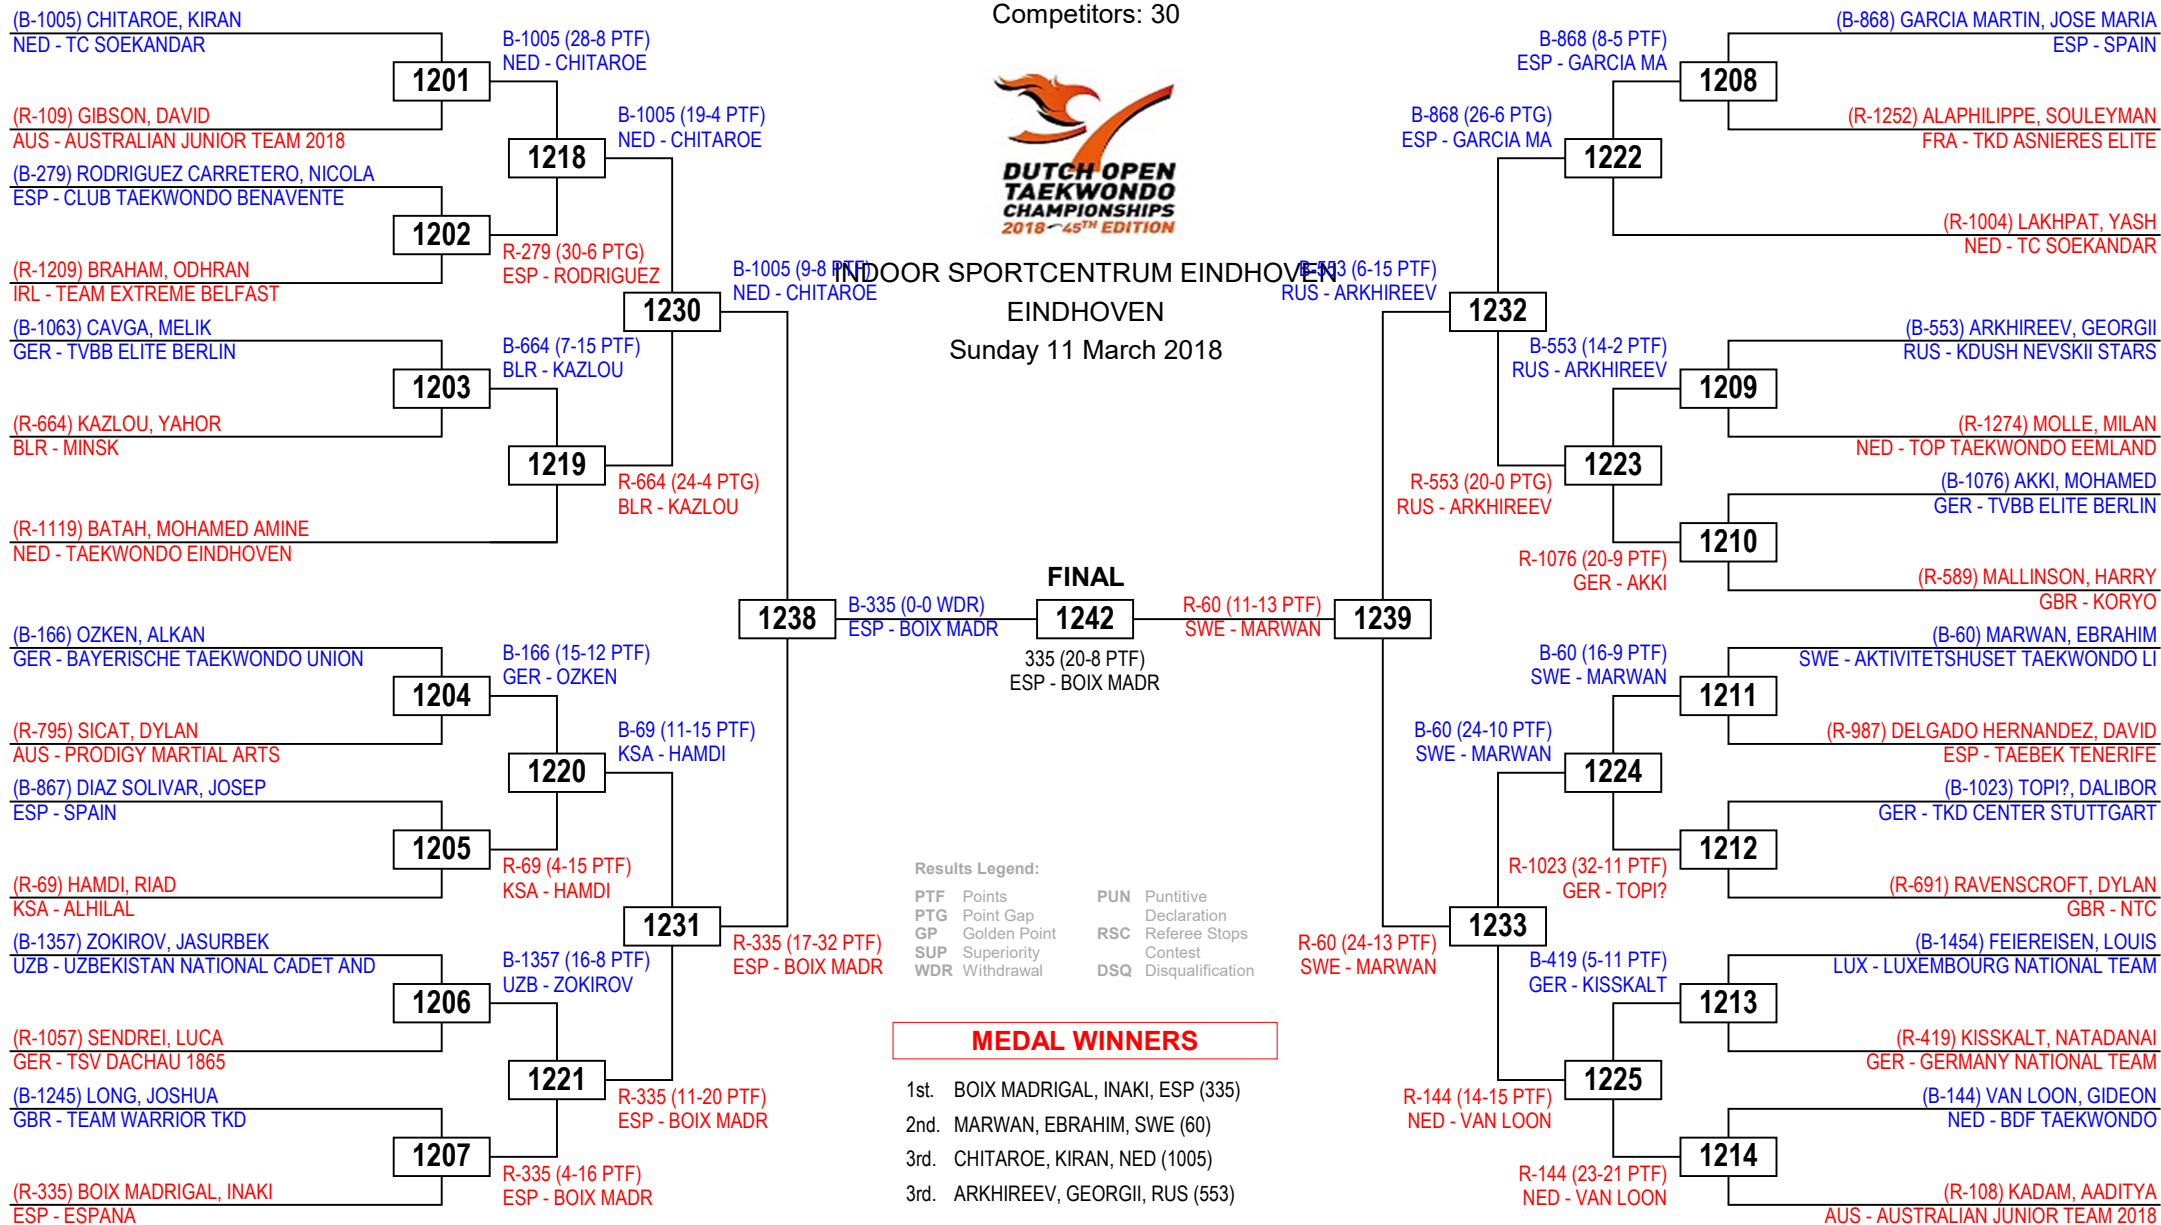 Competitors: 30
DUTCH OPEN
TAEKWONDO
CHAMPIONSHIPS
2018 45TH EDITION
INDOOR SPORTCENTRUM EINDHOVEN
EINDHOVEN
Sunday 11 March 2018
(B-1005) CHITAROE, KIRAN
NED - TC SOEKANDAR
1201
(R-109) GIBSON, DAVID
AUS - AUSTRALIAN JUNIOR TEAM 2018
(B-279) RODRIGUEZ CARRETERO, NICOLA
ESP - CLUB TAEKWONDO BENAVENTE
1202
(R-1209) BRAHAM, ODHRAN
IRL - TEAM EXTREME BELFAST
(B-1063) CAVGA, MELIK
GER - TVBB ELITE BERLIN
1203
(R-664) KAZLOU, YAHOR
BLR - MINSK
(R-1119) BATAH, MOHAMED AMINE
NED - TAEKWONDO EINDHOVEN
(B-166) OZKEN, ALKAN
GER - BAYERISCHE TAEKWONDO UNION
1204
(R-795) SICAT, DYLAN
AUS - PRODIGY MARTIAL ARTS
(B-867) DIAZ SOLIVAR, JOSEP
ESP - SPAIN
1205
(R-69) HAMDI, RIAD
KSA - ALHILAL
(B-1357) ZOKIROV, JASURBEK
UZB - UZBEKISTAN NATIONAL CADET AND
1206
(R-1057) SENDREI, LUCA
GER - TSV DACHAU 1865
(B-1245) LONG, JOSHUA
GBR - TEAM WARRIOR TKD
1207
(R-335) BOIX MADRIGAL, INAKI
ESP - ESPANA
B-1005 (28-8 PTF)
NED - CHITAROE
1218
R-279 (30-6 PTG)
ESP - RODRIGUEZ
B-664 (7-15 PTF)
BLR - KAZLOU
1219
B-166 (15-12 PTF)
GER - OZKEN
1220
R-69 (4-15 PTF)
KSA - HAMDI
B-1357 (16-8 PTF)
UZB - ZOKIROV
1221
R-335 (4-16 PTF)
ESP - BOIX MADR
B-1005 (19-4 PTF)
NED - CHITAROE
1230
R-664 (24-4 PTG)
BLR - KAZLOU
B-69 (11-15 PTF)
KSA - HAMDI
1231
R-335 (11-20 PTF)
ESP - BOIX MADR
B-1005 (9-8 PTF)
NED - CHITAROE
1238
R-335 (17-32 PTF)
ESP - BOIX MADR
B-335 (0-0 WDR)
ESP - BOIX MADR
FINAL
1242
335 (20-8 PTF)
ESP - BOIX MADR
R-60 (11-13 PTF)
SWE - MARWAN
1239
B-553 (6-15 PTF)
RUS - ARKHIREEV
R-60 (24-13 PTF)
SWE - MARWAN
B-868 (26-6 PTG)
ESP - GARCIA MA
1232
R-553 (20-0 PTG)
RUS - ARKHIREEV
B-60 (24-10 PTF)
SWE - MARWAN
1233
R-144 (14-15 PTF)
NED - VAN LOON
B-868 (8-5 PTF)
ESP - GARCIA MA
1222
B-553 (14-2 PTF)
RUS - ARKHIREEV
1223
R-1076 (20-9 PTF)
GER - AKKI
B-60 (16-9 PTF)
SWE - MARWAN
1224
R-1023 (32-11 PTF)
GER - TOPI?
B-419 (5-11 PTF)
GER - KISSKALT
1225
R-144 (23-21 PTF)
NED - VAN LOON
(B-868) GARCIA MARTIN, JOSE MARIA
ESP - SPAIN
1208
(R-1252) ALAPHILIPPE, SOULEYMAN
FRA - TKD ASNIERES ELITE
(R-1004) LAKHPAT, YASH
NED - TC SOEKANDAR
(B-553) ARKHIREEV, GEORGII
RUS - KDUSH NEVSKII STARS
1209
(R-1274) MOLLE, MILAN
NED - TOP TAEKWONDO EEMLAND
(B-1076) AKKI, MOHAMED
GER - TVBB ELITE BERLIN
1210
(R-589) MALLINSON, HARRY
GBR - KORYO
(B-60) MARWAN, EBRAHIM
SWE - AKTIVITETSHUSET TAEKWONDO LI
1211
(R-987) DELGADO HERNANDEZ, DAVID
ESP - TAEBEK TENERIFE
(B-1023) TOPI?, DALIBOR
GER - TKD CENTER STUTTGART
1212
(R-691) RAVENSCROFT, DYLAN
GBR - NTC
(B-1454) FEIEREISEN, LOUIS
LUX - LUXEMBOURG NATIONAL TEAM
1213
(R-419) KISSKALT, NATADANAI
GER - GERMANY NATIONAL TEAM
(B-144) VAN LOON, GIDEON
NED - BDF TAEKWONDO
1214
(R-108) KADAM, AADITYA
AUS - AUSTRALIAN JUNIOR TEAM 2018
Results Legend:
PTF Points
PTG Point Gap
GP Golden Point
SUP Superiority
WDR Withdrawal
PUN Puntitive
Declaration
RSC Referee Stops
Contest
DSQ Disqualification
MEDAL WINNERS
1st. BOIX MADRIGAL, INAKI, ESP (335)
2nd. MARWAN, EBRAHIM, SWE (60)
3rd. CHITAROE, KIRAN, NED (1005)
3rd. ARKHIREEV, GEORGII, RUS (553)